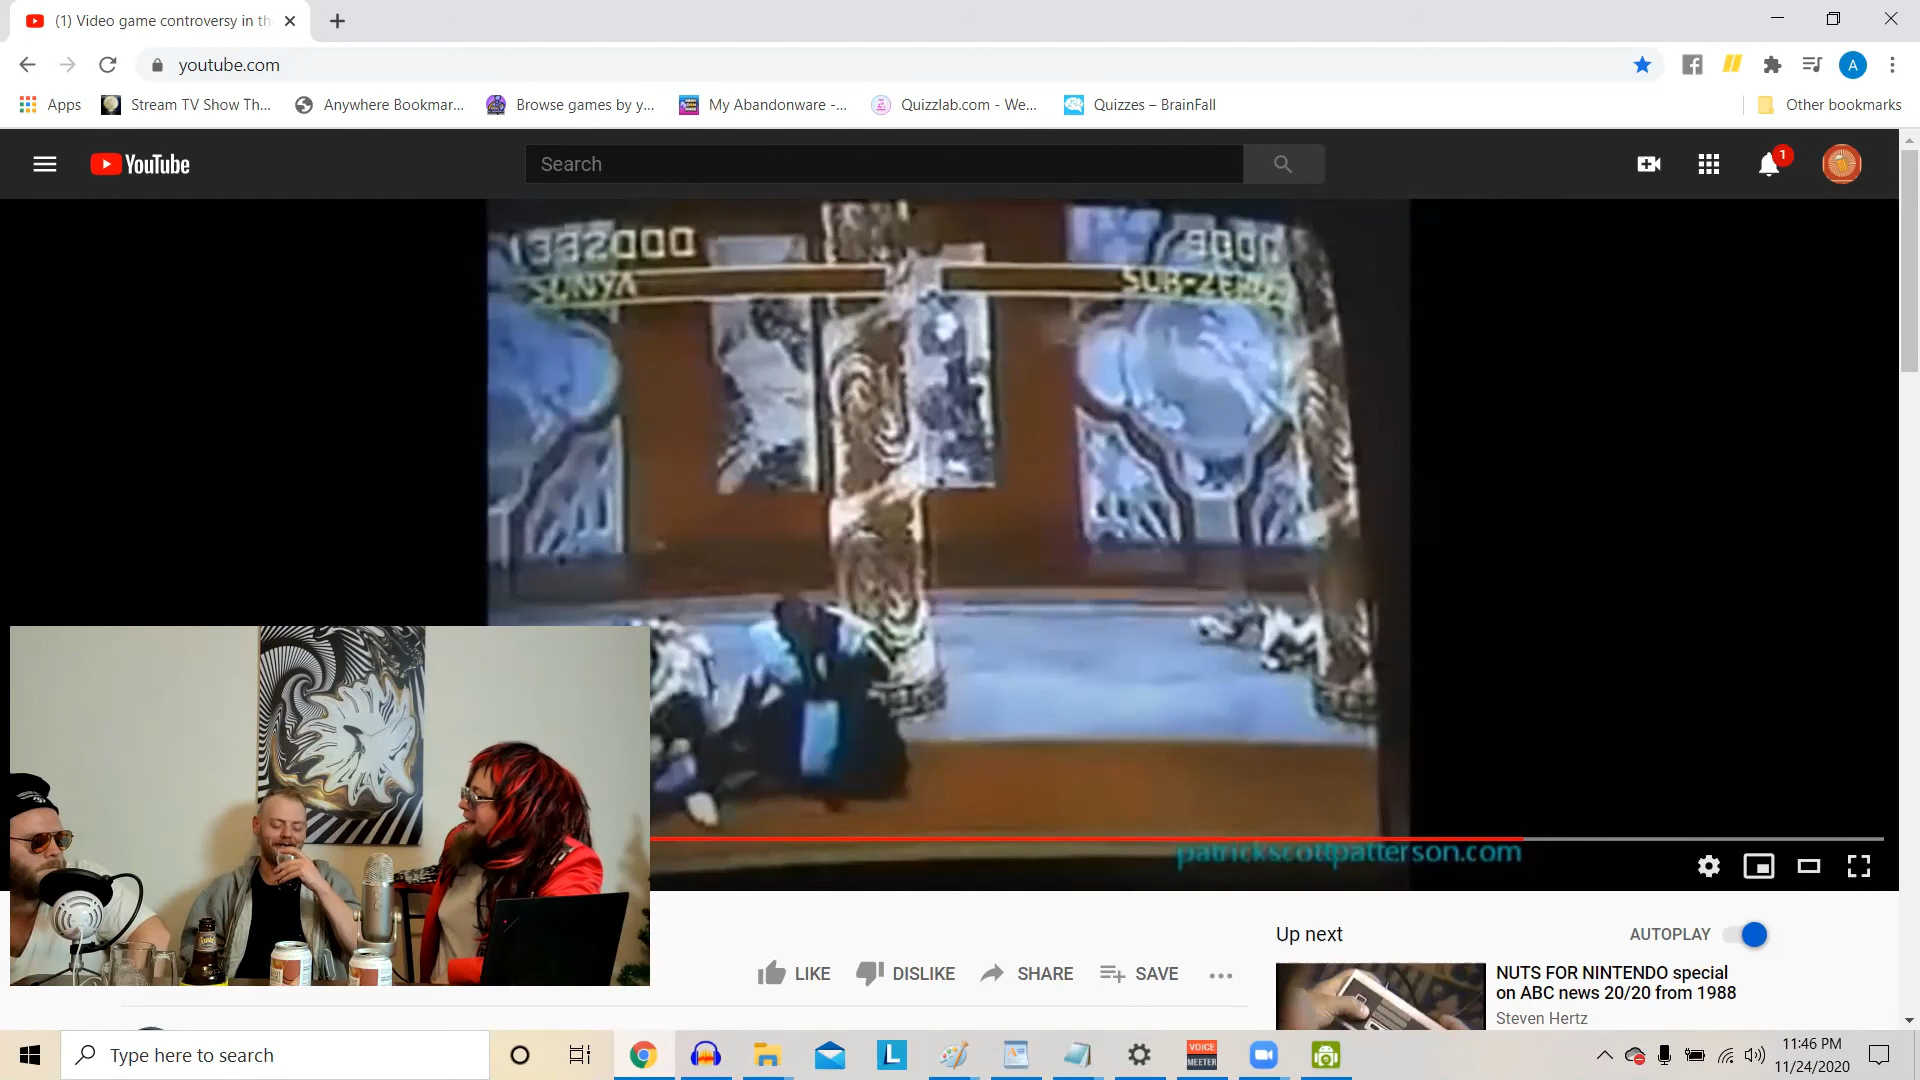 (1) Video game controversy in th
youtube.com
A
Apps
Stream TV Show Th...
Anywhere Bookmar...
Browse games by y...
My Abandonware -...
Quizzlab.com - We...
Quizzes – BrainFall
Other bookmarks
YouTube
Search
1
1332000
9000
SONYA
SUB-ZERO
patrickscottpatterson.com
LIKE
DISLIKE
SHARE
SAVE
Up next
AUTOPLAY
NUTS FOR NINTENDO special
on ABC news 20/20 from 1988
Steven Hertz
Type here to search
L
VOICE
MEETER
11:46 PM
11/24/2020